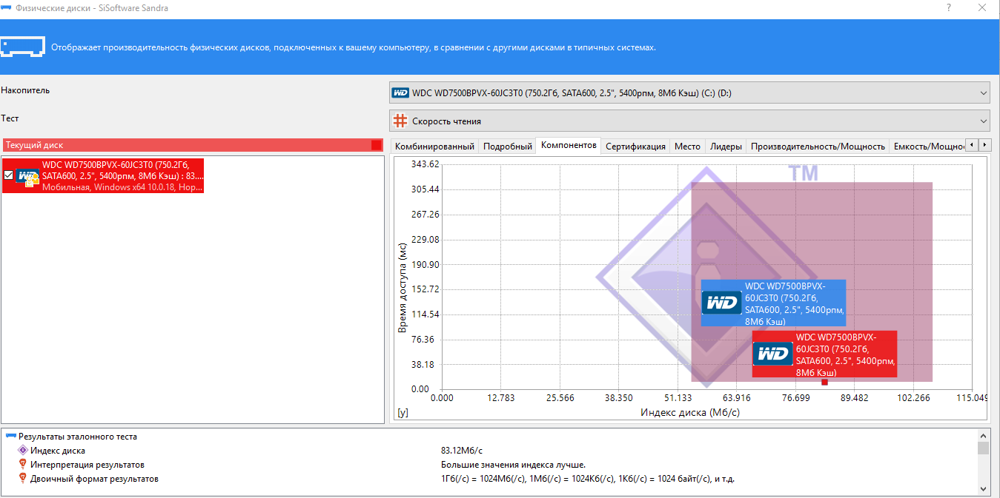 Физические диски - SiSoftware Sandra
?
Отображает производительность физических дисков, подключенных к вашему компьютеру, в сравнении с другими дисками в типичных системах.
Накопитель
WD WDC WD7500BPVX-60JC3T0 (750.2Гб, SATA600, 2.5", 5400рпм, 8Мб Кэш) (C:) (D:)
Тест
Скорость чтения
Текущий диск
WDC WD7500BPVX-60JC3T0 (750.2Гб,
SATA600, 2.5", 5400рпм, 8Мб Кэш) : 83....
Мобильная, Windows x64 10.0.18, Нор...
WD
Комбинированный Подробный Компонентов Сертификация Место Лидеры Производительность/Мощность Емкость/Мощнос
TM
343.62
305.44
267.26
229.08
190.90
152.72
114.54
76.36
38.18
0.00
Время доступа (мс)
WD
WDC WD7500BPVX-
60JC3T0 (750.2Гб,
SATA600, 2.5", 5400рпм,
8Мб Кэш)
WD
WDC WD7500BPVX-
60JC3T0 (750.2Гб,
SATA600, 2.5", 5400рпм,
8Мб Кэш)
0.000 12.783 25.566 38.350 51.133 63.916 76.699 89.482 102.266 115.049
[y]
Индекс диска (Мб/с)
Результаты эталонного теста
Индекс диска 83.12Мб/с
Интерпретация результатов Большие значения индекса лучше.
Двоичный формат результатов 1Гб(/с) = 1024Мб(/с), 1Мб(/с) = 1024Кб(/с), 1Кб(/с) = 1024 байт(/с), и т.д.